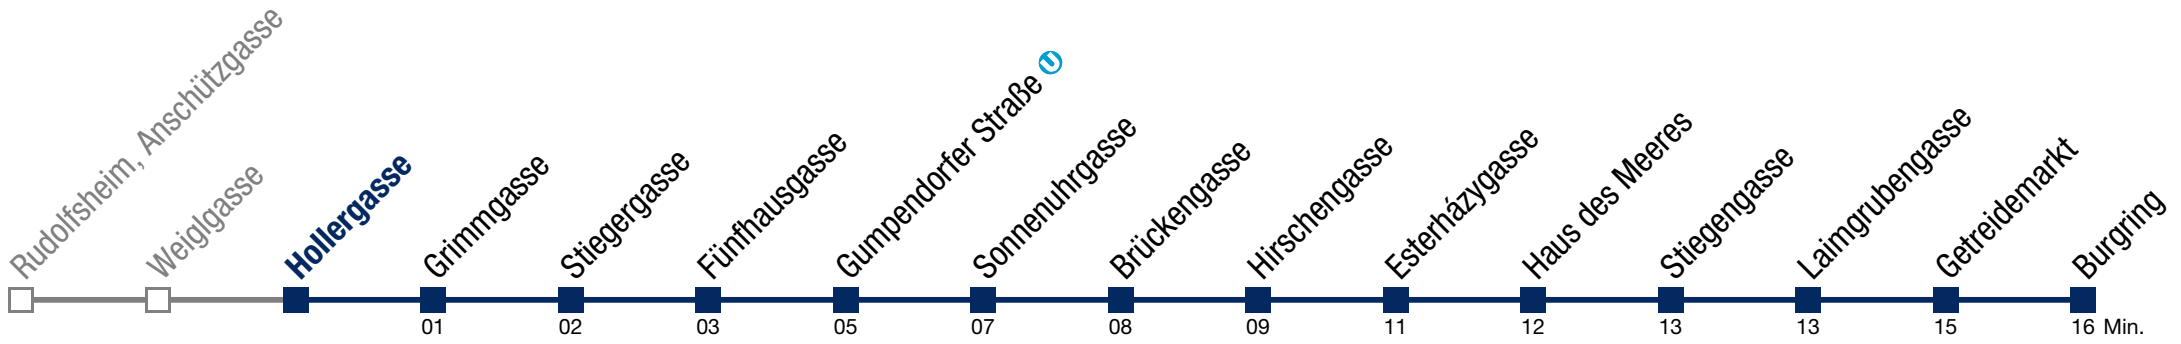 Rudolfsheim, Anschützgasse
Weiglgasse
Hollergasse
Grimmgasse
Stiegergasse
Fünfhausgasse
Gumpendorfer Straße U
Sonnenuhrgasse
Brückengasse
Hirschengasse
Esterházygasse
Haus des Meeres
Stiegengasse
Laimgrubengasse
Getreidemarkt
Burgring
01 02 03 05 07 08 09 11 12 13 13 15 16 Min.